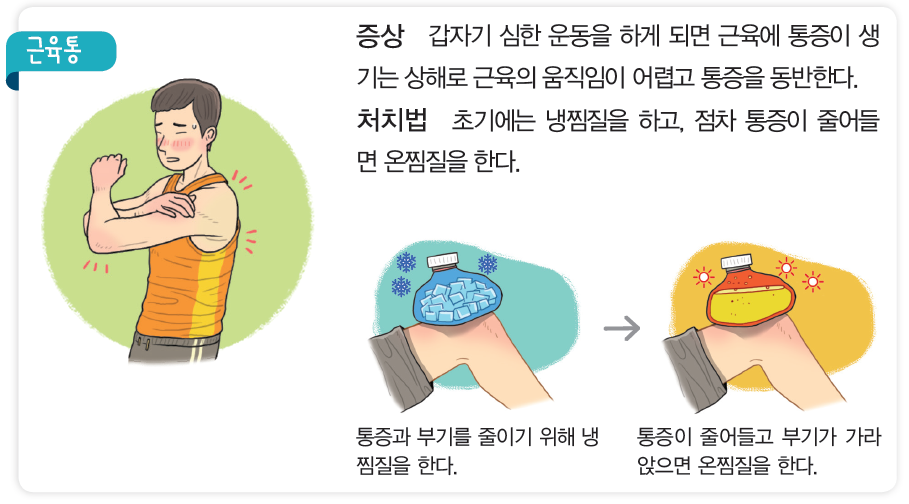 근육통
증상 갑자기 심한 운동을 하게 되면 근육에 통증이 생
기는 상해로 근육의 움직임이 어렵고 통증을 동반한다.
처치법 초기에는 냉찜질을 하고, 점차 통증이 줄어들
면 온찜질을 한다.
통증과 부기를 줄이기 위해 냉
찜질을 한다.
통증이 줄어들고 부기가 가라
앉으면 온찜질을 한다.